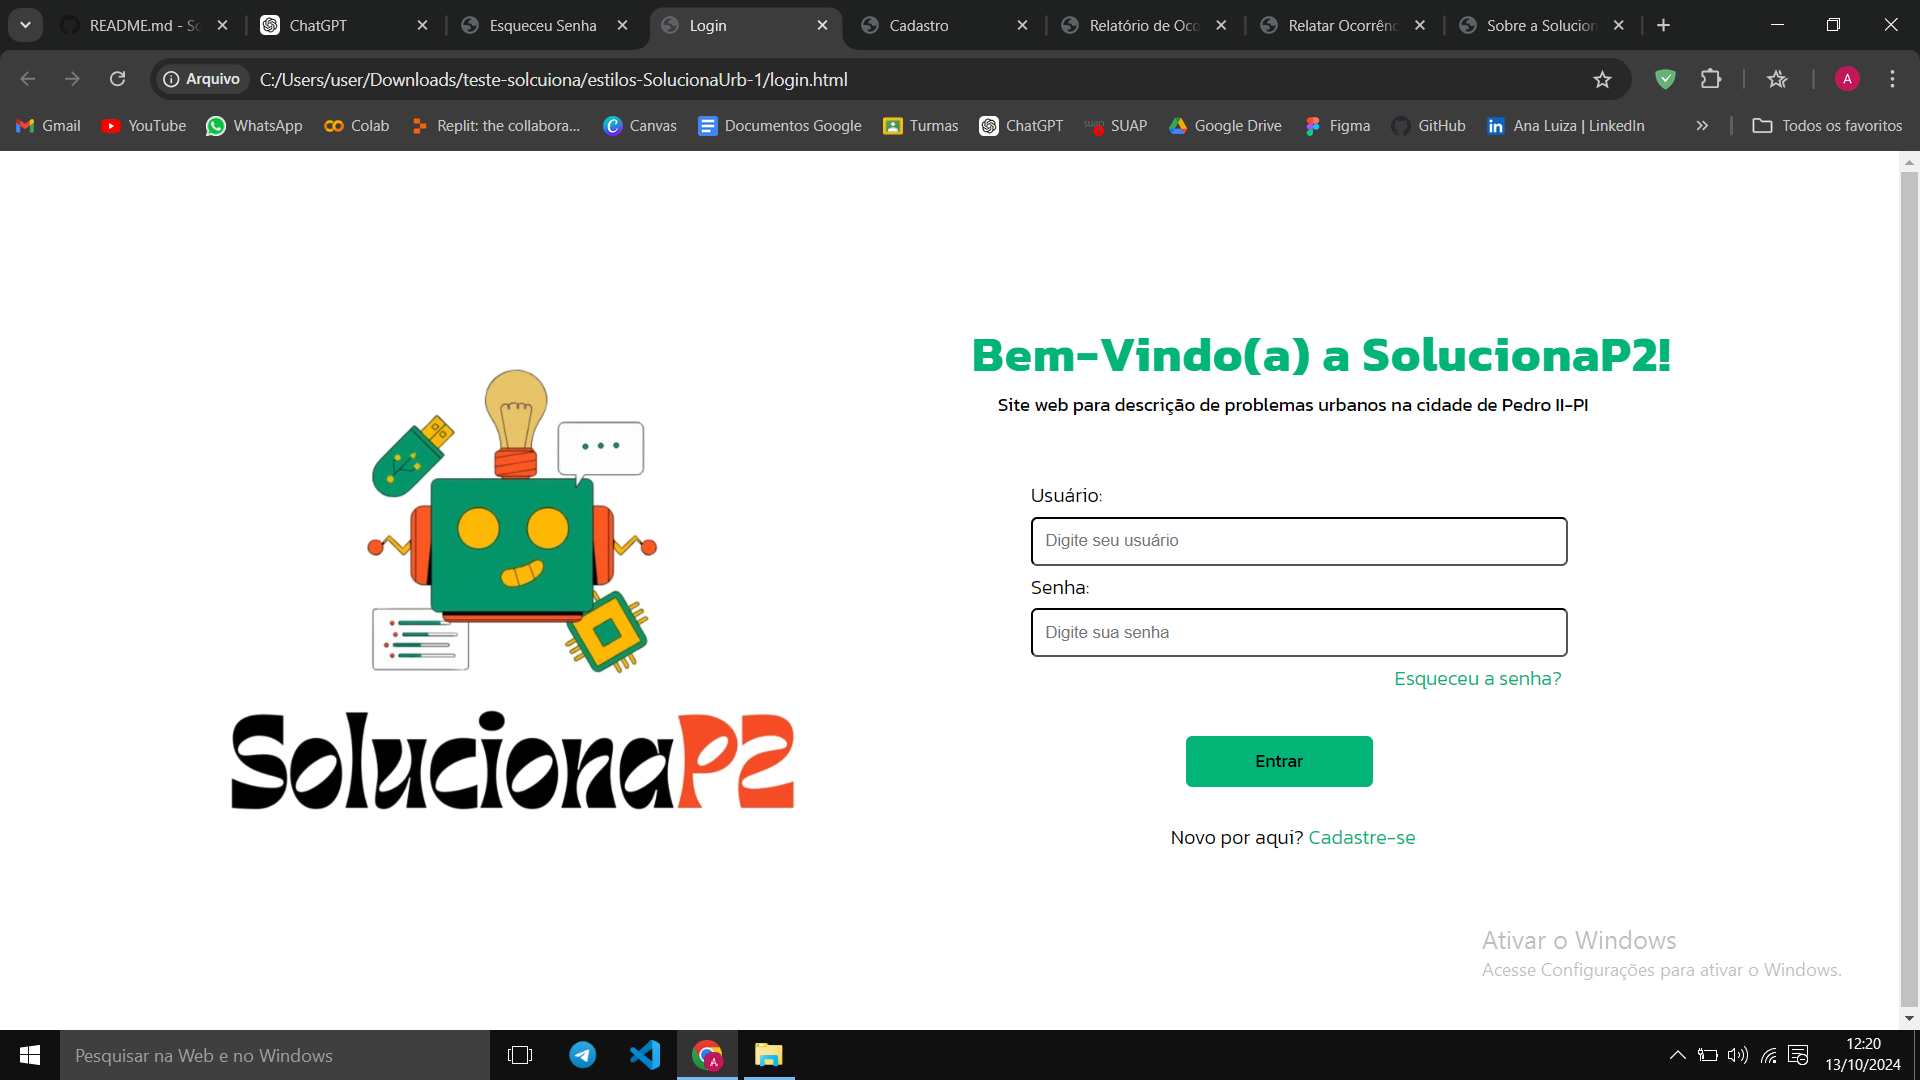 README.md - Sc
ChatGPT
Esqueceu Senha
Login
Cadastro
Relatório de Oco
Relatar Ocorrênc
Sobre a Solucion
Arquivo
C:/Users/user/Downloads/teste-solcuiona/estilos-SolucionaUrb-1/login.html
A
Gmail
YouTube
WhatsApp
Colab
Replit: the collabora...
Canvas
Documentos Google
Turmas
ChatGPT
SUAP
Google Drive
Figma
GitHub
Ana Luiza | LinkedIn
Todos os favoritos
Bem-Vindo(a) a SolucionaP2!
Site web para descrição de problemas urbanos na cidade de Pedro II-PI
Usuário:
Digite seu usuário
Senha:
Digite sua senha
Esqueceu a senha?
Entrar
Novo por aqui? Cadastre-se
SolucionaP2
Ativar o Windows
Acesse Configurações para ativar o Windows.
Pesquisar na Web e no Windows
12:20
13/10/2024